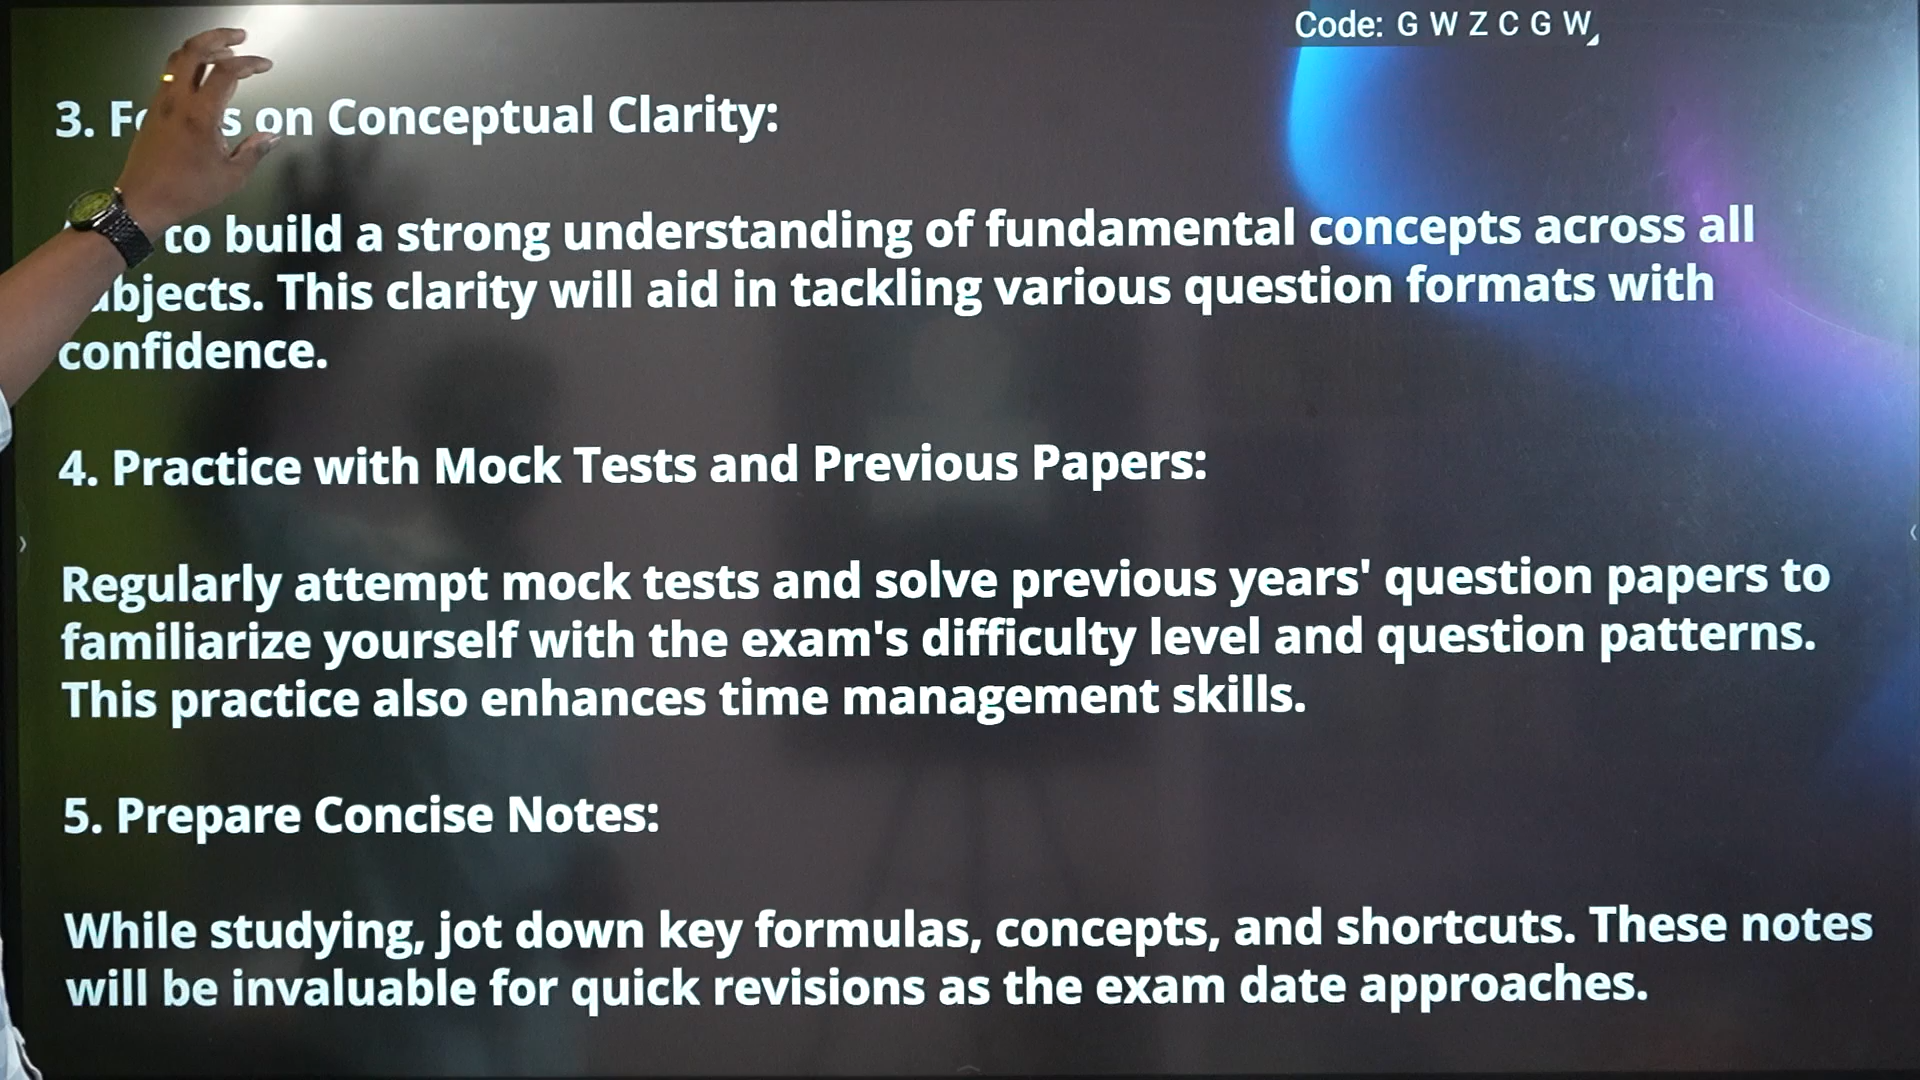 Code: G W Z C G W
3. Focus on Conceptual Clarity:
to build a strong understanding of fundamental concepts across all
subjects. This clarity will aid in tackling various question formats with
confidence.
4. Practice with Mock Tests and Previous Papers:
Regularly attempt mock tests and solve previous years' question papers to
familiarize yourself with the exam's difficulty level and question patterns.
This practice also enhances time management skills.
5. Prepare Concise Notes:
While studying, jot down key formulas, concepts, and shortcuts. These notes
will be invaluable for quick revisions as the exam date approaches.